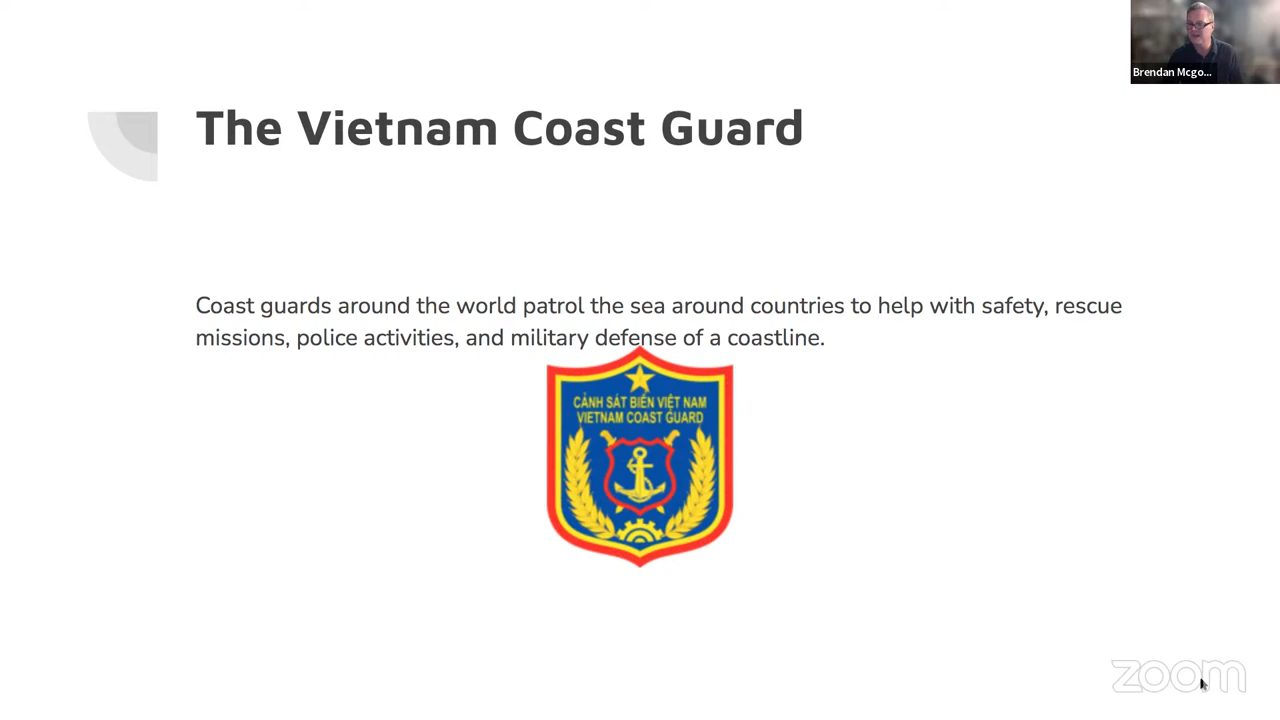 Brendan Mcgo...
The Vietnam Coast Guard
Coast guards around the world patrol the sea around countries to help with safety, rescue
missions, police activities, and military defense of a coastline.
CẢNH SÁT BIỂN VIỆT NAM
VIETNAM COAST GUARD
zoom